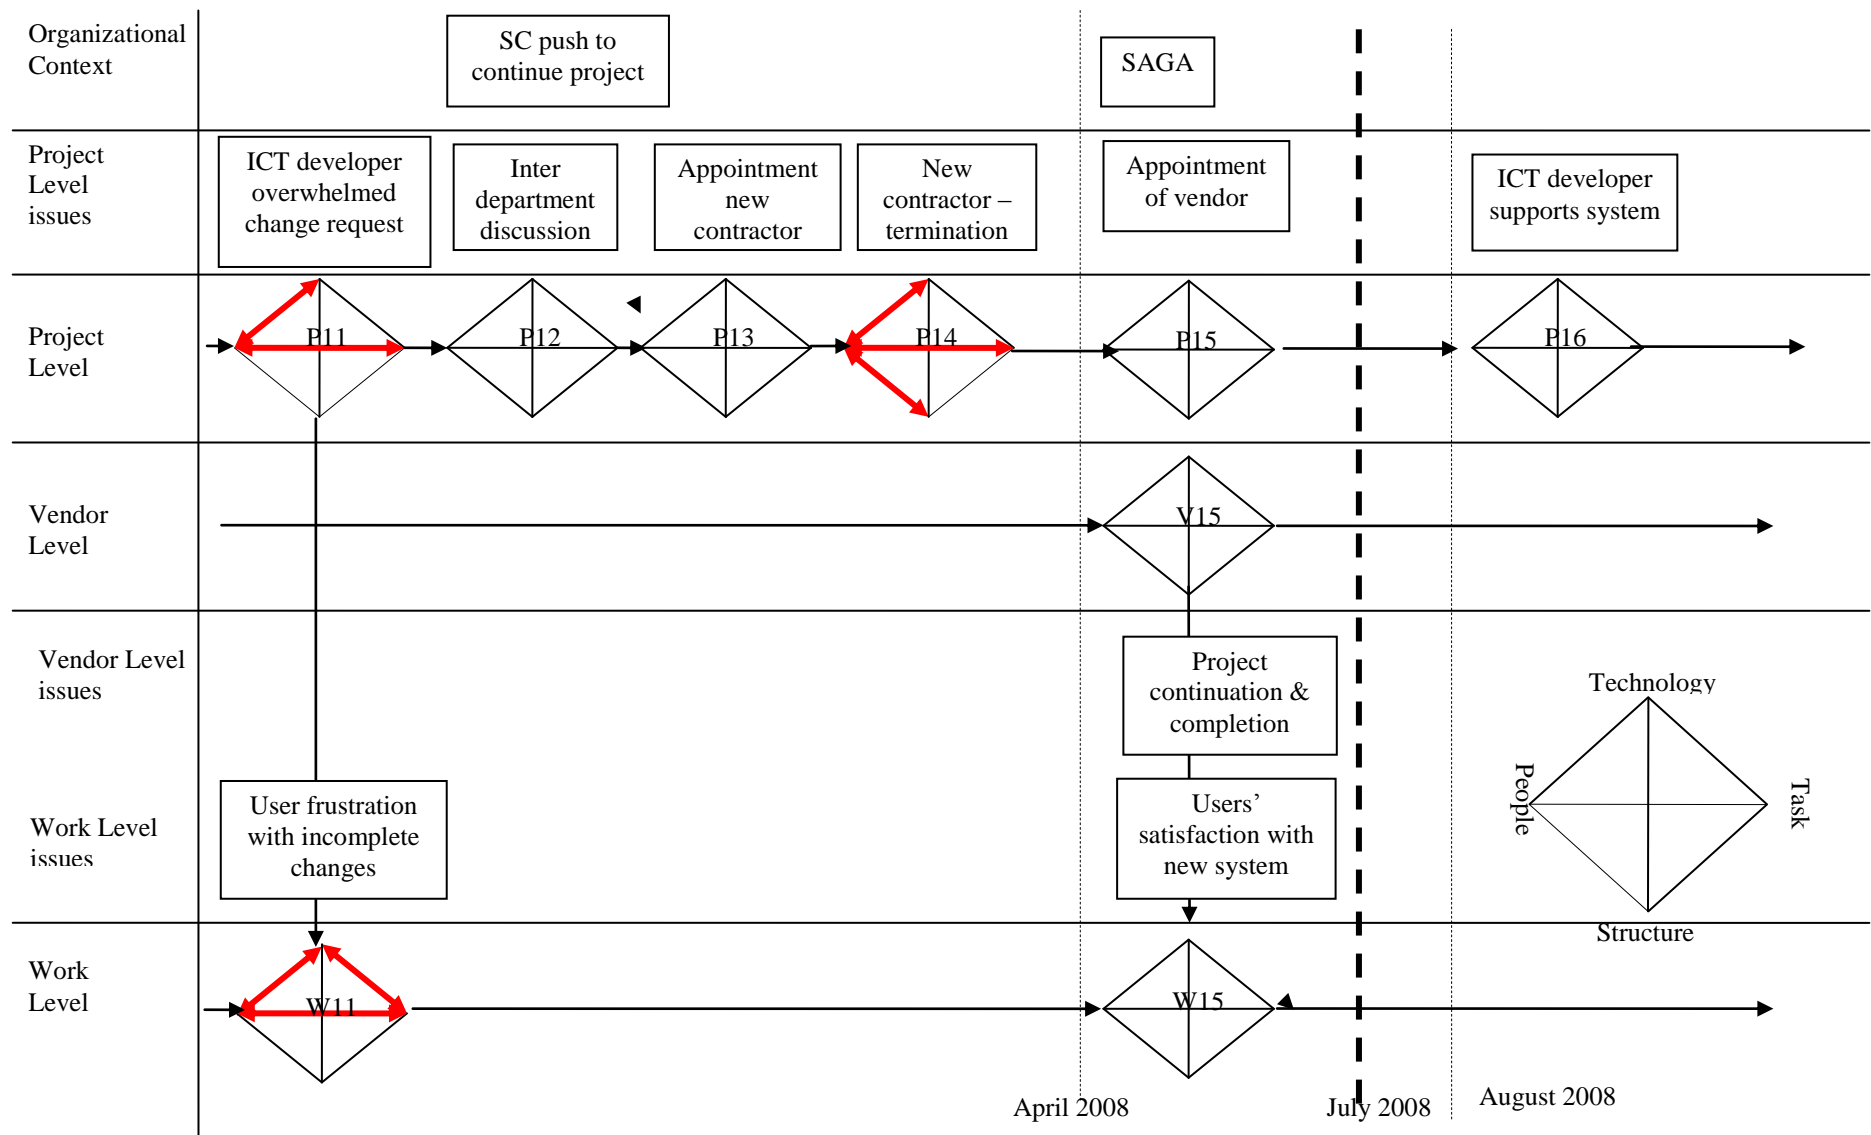 Organizational
Context
SC push to
continue project
SAGA
Project
Level
issues
ICT developer
overwhelmed
change request
Inter
department
discussion
Appointment
new
contractor
New
contractor –
termination
Appointment
of vendor
ICT developer
supports system
Project
Level
P11
P12
P13
P14
P15
P16
Vendor
Level
V15
Vendor Level
issues
Project
continuation &
completion
Technology
People
Task
Structure
Work Level
issues
User frustration
with incomplete
changes
Users’
satisfaction with
new system
Work
Level
W11
W15
April 2008
July 2008
August 2008